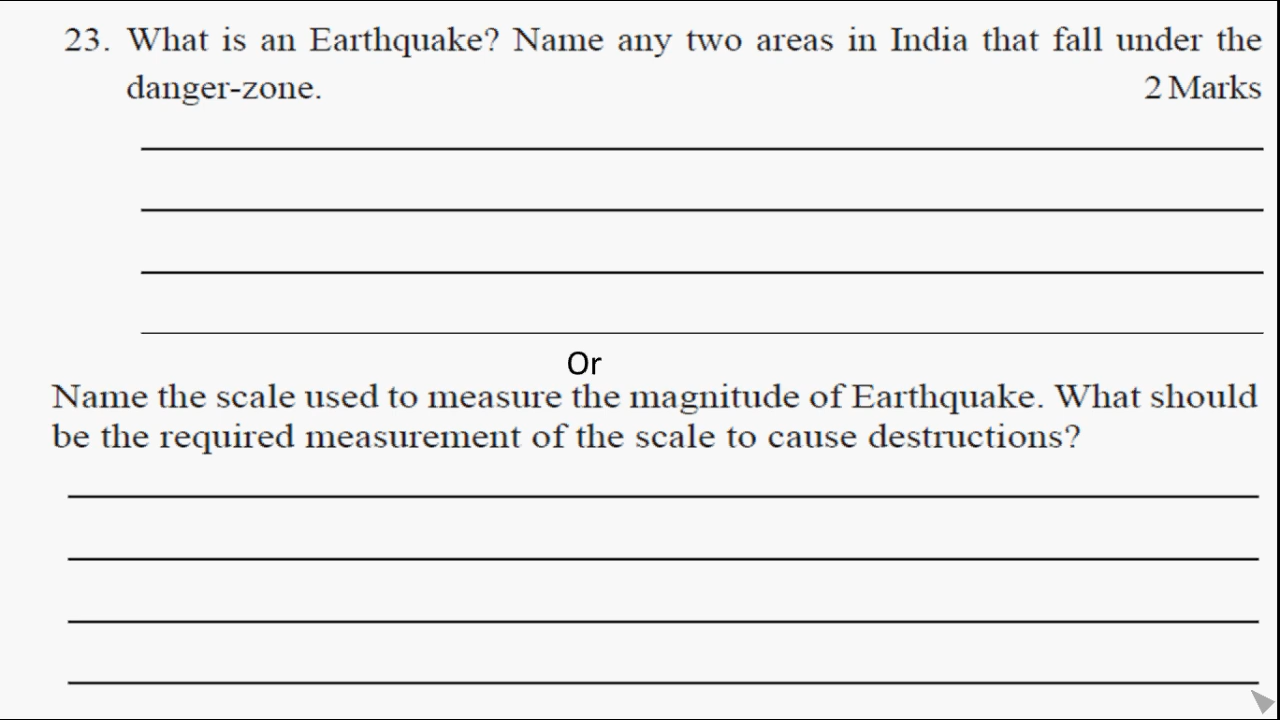 23. What is an Earthquake? Name any two areas in India that fall under the
danger-zone. 2 Marks
Or
Name the scale used to measure the magnitude of Earthquake. What should
be the required measurement of the scale to cause destructions?